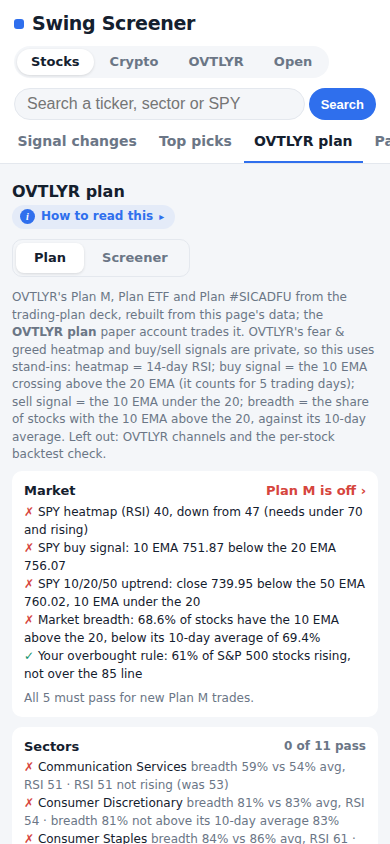 Swing Screener
Stocks Crypto OVTLYR Open
Search a ticker, sector or SPY Search
Signal changes Top picks OVTLYR plan Pa
OVTLYR plan
i How to read this ▸
Plan Screener
OVTLYR's Plan M, Plan ETF and Plan #SICADFU from the
trading-plan deck, rebuilt from this page's data; the
OVTLYR plan paper account trades it. OVTLYR's fear &
greed heatmap and buy/sell signals are private, so this uses
stand-ins: heatmap = 14-day RSI; buy signal = the 10 EMA
crossing above the 20 EMA (it counts for 5 trading days);
sell signal = the 10 EMA under the 20; breadth = the share
of stocks with the 10 EMA above the 20, against its 10-day
average. Left out: OVTLYR channels and the per-stock
backtest check.
Market Plan M is off ›
✗ SPY heatmap (RSI) 40, down from 47 (needs under 70
and rising)
✗ SPY buy signal: 10 EMA 751.87 below the 20 EMA
756.07
✗ SPY 10/20/50 uptrend: close 739.95 below the 50 EMA
760.02, 10 EMA under the 20
✗ Market breadth: 68.6% of stocks have the 10 EMA
above the 20, below its 10-day average of 69.4%
✓ Your overbought rule: 61% of S&P 500 stocks rising,
not over the 85 line
All 5 must pass for new Plan M trades.
Sectors 0 of 11 pass
✗ Communication Services breadth 59% vs 54% avg,
RSI 51 · RSI 51 not rising (was 53)
✗ Consumer Discretionary breadth 81% vs 83% avg, RSI
54 · breadth 81% not above its 10-day average 83%
✗ Consumer Staples breadth 84% vs 86% avg, RSI 61 ·